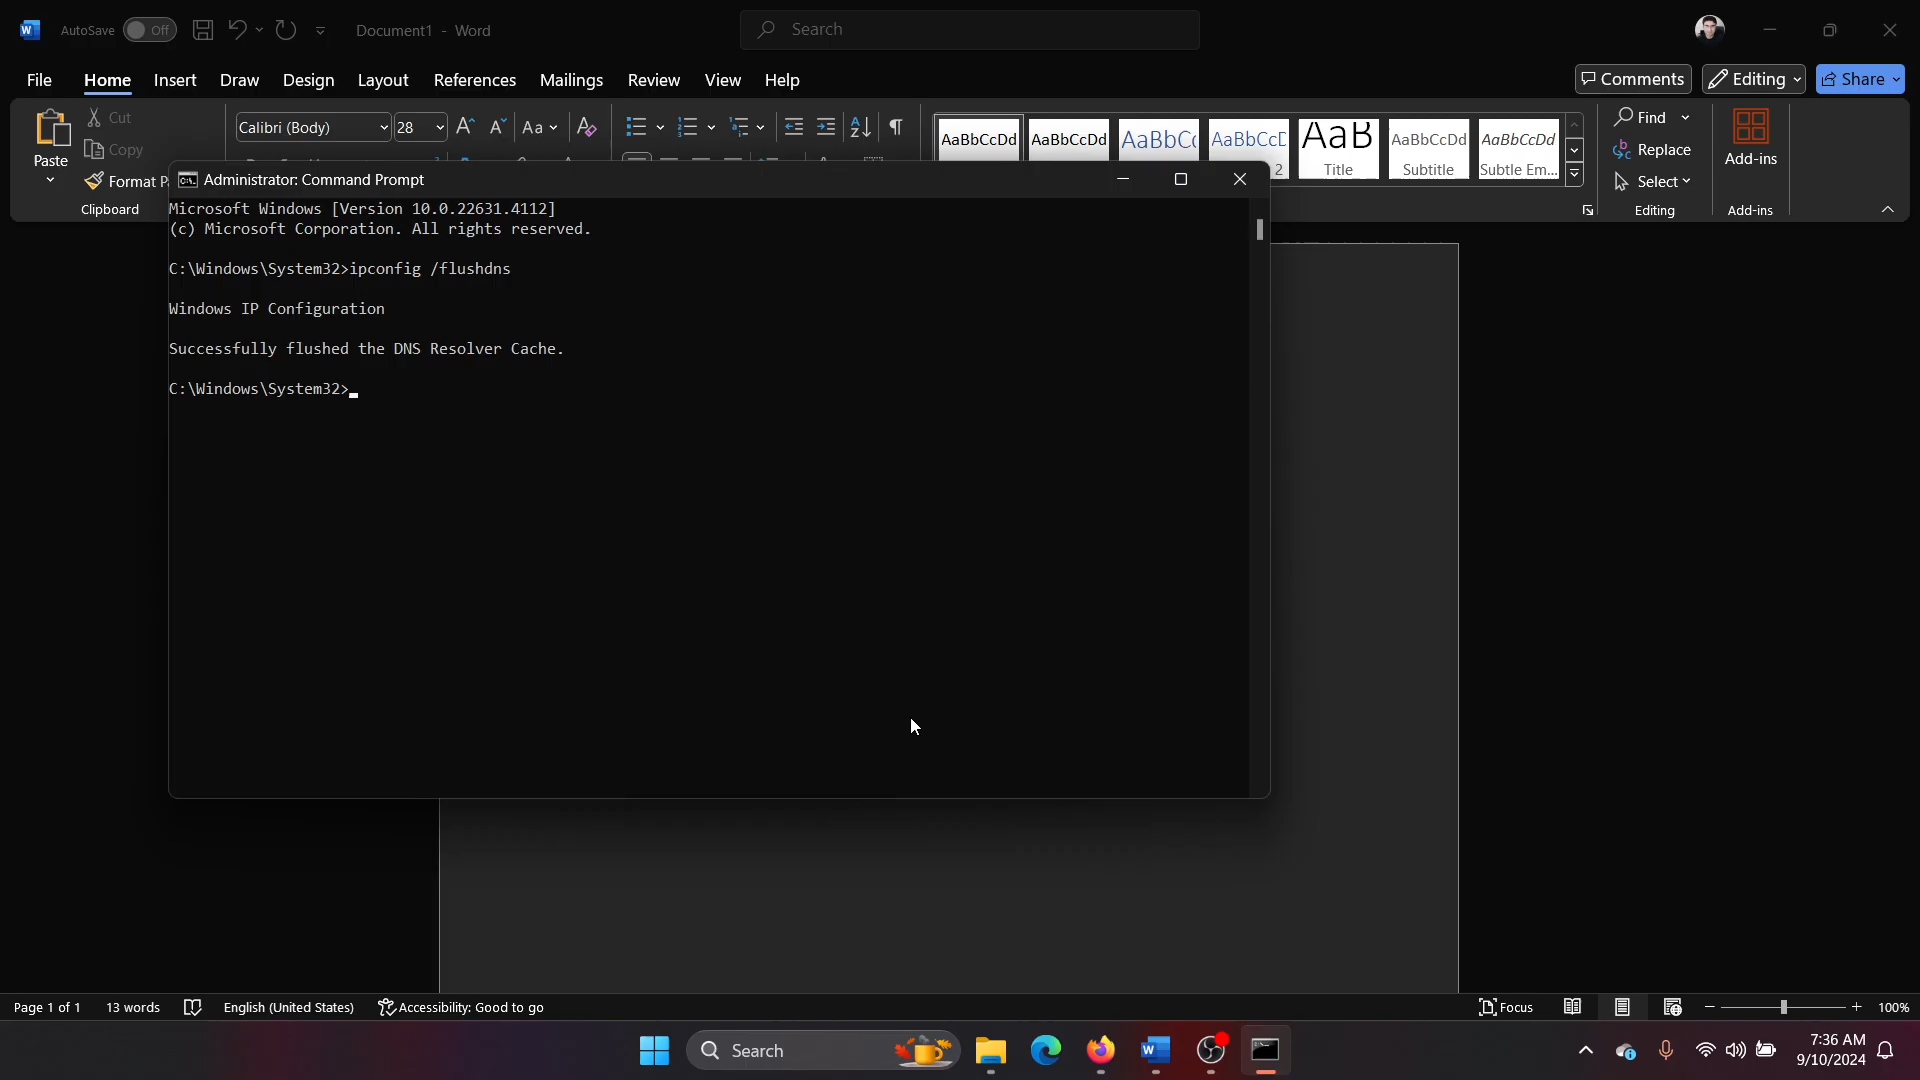 AutoSave Off Document1 - Word Search
File Home Insert Draw Design Layout References Mailings Review View Help Comments Editing Share
Calibri (Body) 28 Aa AaBbCcDd AaBbCcDd AaBbC AaBbCcD AaB AaBbCcDd AaBbCcDd
Paste Cut Copy Format 2 Title Subtitle Subtle Em... Find Replace Select Add-ins
Clipboard Editing Add-ins
Administrator: Command Prompt
Microsoft Windows [Version 10.0.22631.4112]
(c) Microsoft Corporation. All rights reserved.
C:\Windows\System32>ipconfig /flushdns
Windows IP Configuration
Successfully flushed the DNS Resolver Cache.
C:\Windows\System32>
Page 1 of 1 13 words English (United States) Accessibility: Good to go Focus 100%
Search 7:36 AM
9/10/2024